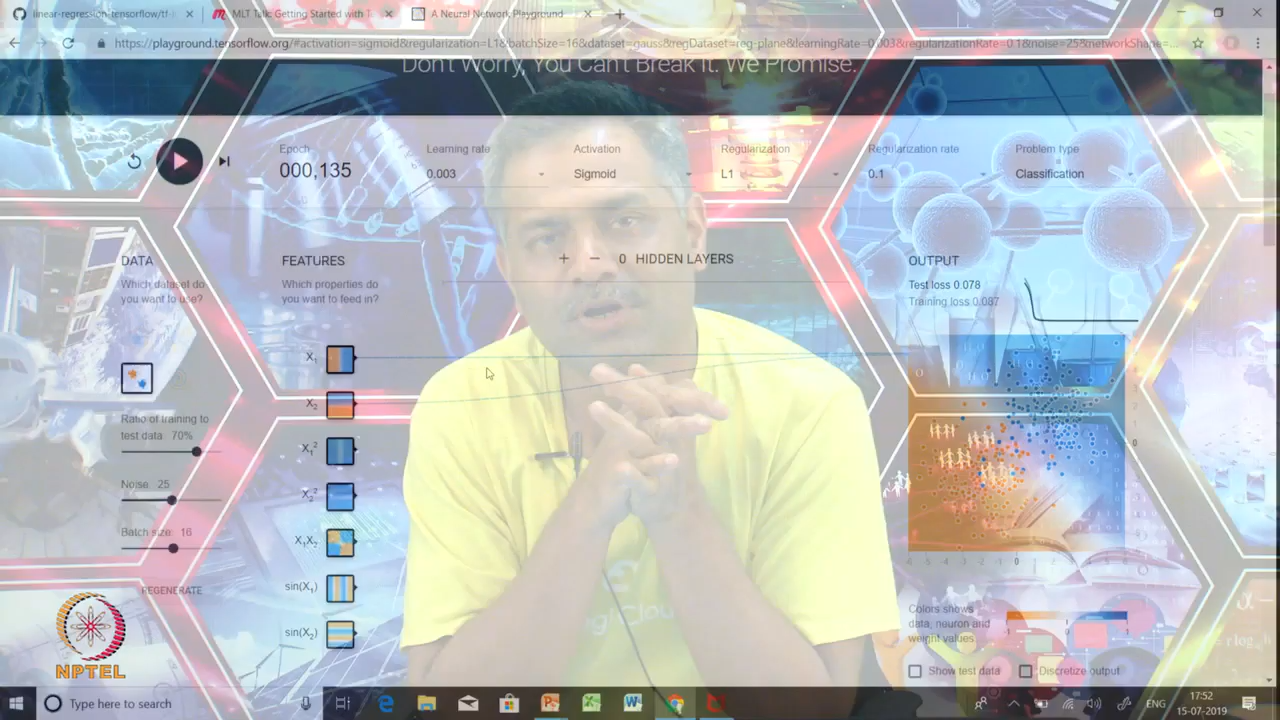 linear-regression-tensorflow/tf-
MLT Talk: Getting Started with Te
A Neural Network Playground
https://playground.tensorflow.org/#activation=sigmoid&regularization=L1&batchSize=16&dataset=gauss&regDataset=reg-plane&learningRate=0.003&regularizationRate=0.1&noise=25&networkShape=...
Don't Worry, You Can't Break It. We Promise.
Epoch
000,135
Learning rate
0.003
Activation
Sigmoid
Regularization
L1
Regularization rate
0.1
Problem type
Classification
DATA
Which dataset do
you want to use?
Ratio of training to
test data: 70%
Noise: 25
Batch size: 16
REGENERATE
FEATURES
Which properties do
you want to feed in?
X₁
X₂
X₁²
X₂²
X₁X₂
sin(X₁)
sin(X₂)
+ − 0 HIDDEN LAYERS
OUTPUT
Test loss 0.078
Training loss 0.087
Colors shows
data, neuron and
weight values.
Show test data
Discretize output
NPTEL
Type here to search
ENG
17:52
15-07-2019